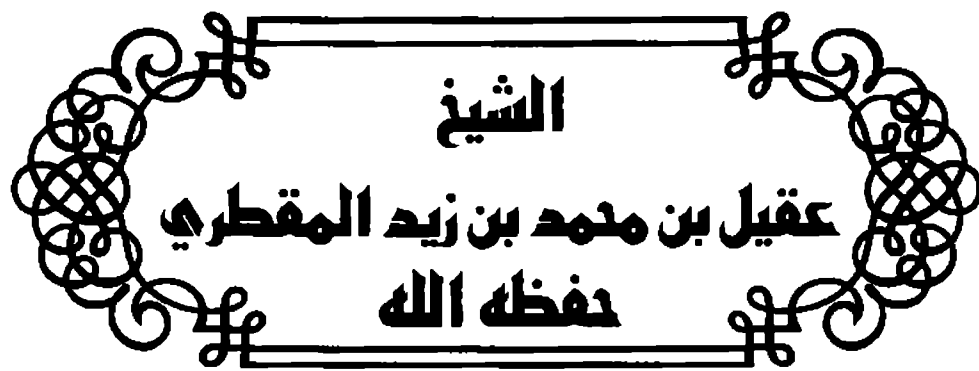 الشيخ
عقيل بن محمد بن زيد المقطري
حفظه الله